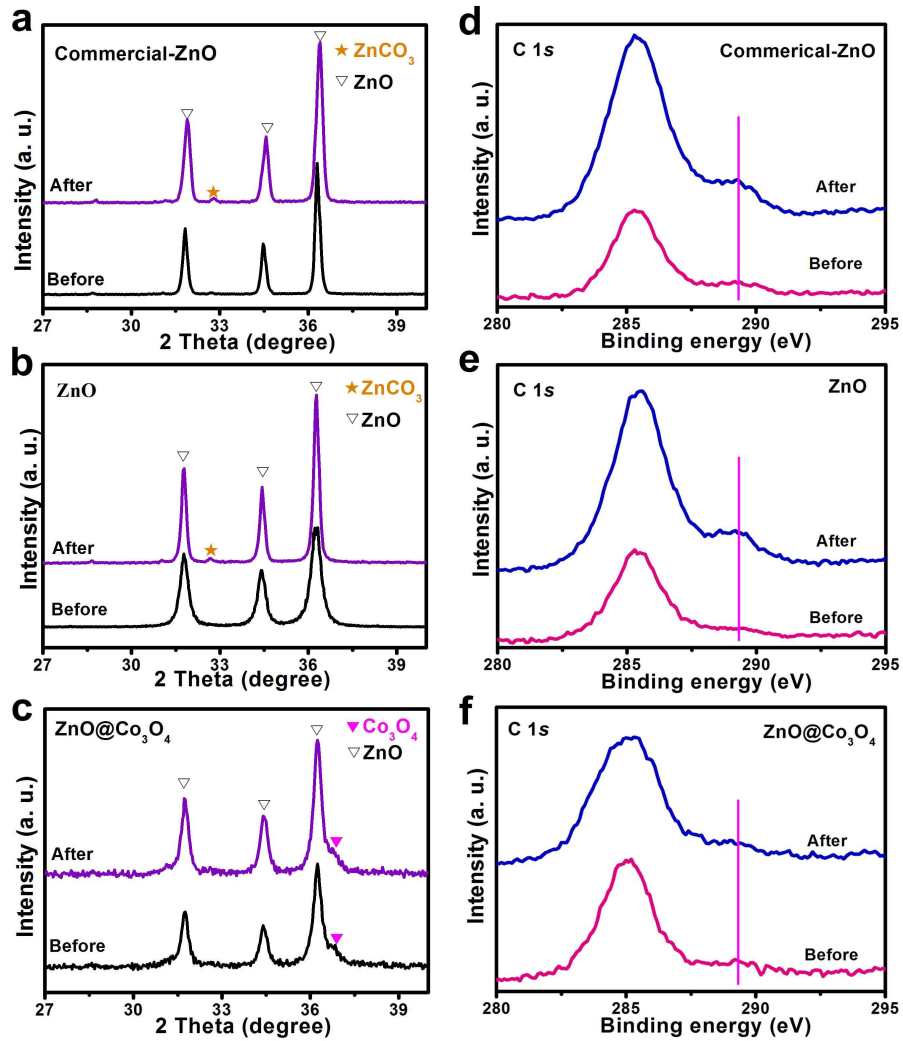 a
Commercial-ZnO
★ ZnCO₃
▽ ZnO
After
Before
Intensity (a. u.)
27 30 33 36 39
2 Theta (degree)
d
C 1s
Commerical-ZnO
After
Before
Intensity (a. u.)
280 285 290 295
Binding energy (eV)
b
ZnO
★ ZnCO₃
▽ ZnO
After
Before
Intensity (a. u.)
27 30 33 36 39
2 Theta (degree)
e
C 1s
ZnO
After
Before
Intensity (a. u.)
280 285 290 295
Binding energy (eV)
c
ZnO@Co₃O₄
▼ Co₃O₄
▽ ZnO
After
Before
Intensity (a. u.)
27 30 33 36 39
2 Theta (degree)
f
C 1s
ZnO@Co₃O₄
After
Before
Intensity (a. u.)
280 285 290 295
Binding energy (eV)